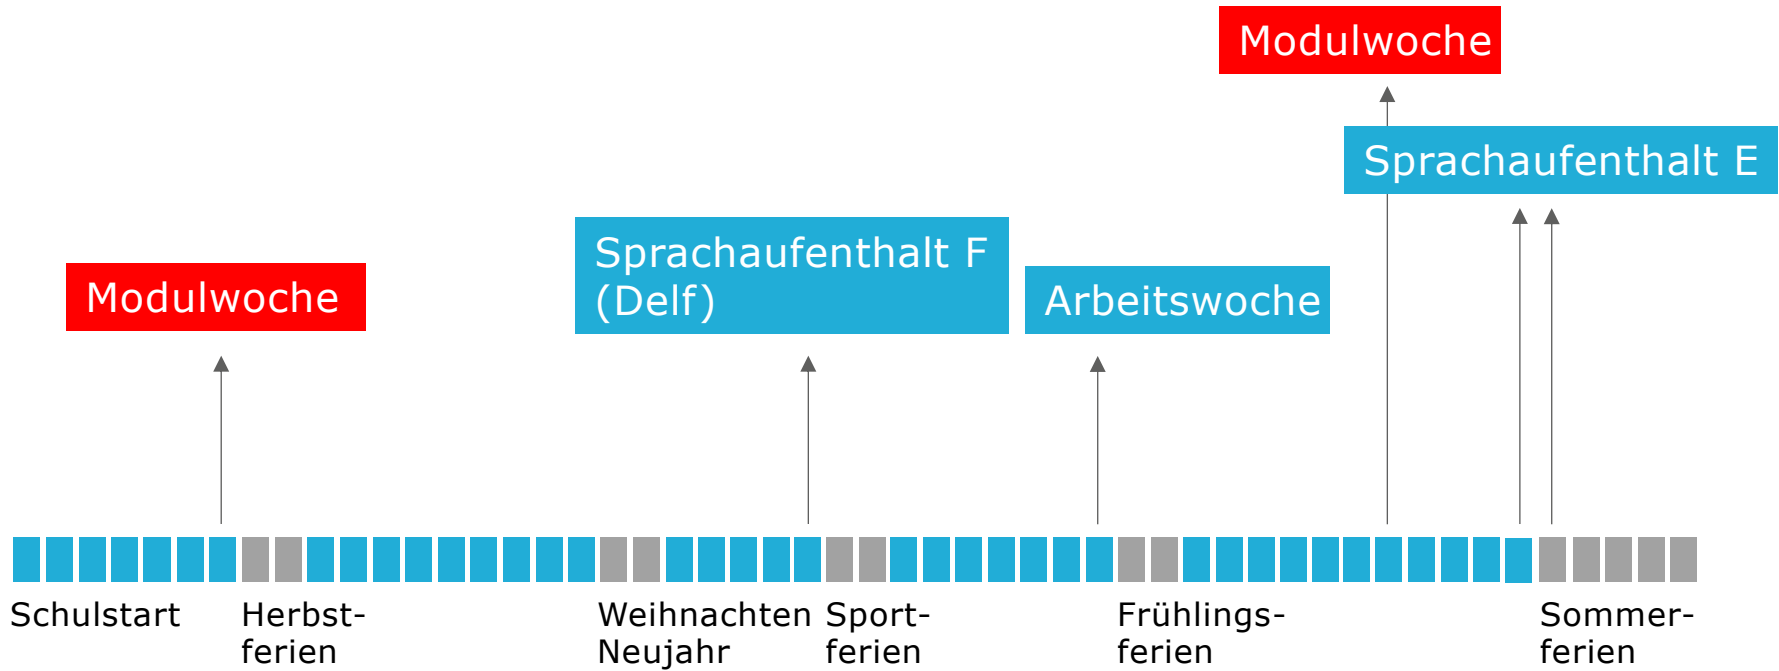 Modulwoche
Sprachaufenthalt E
Sprachaufenthalt F
(Delf)
Modulwoche
Arbeitswoche
Schulstart
Herbst-
ferien
Weihnachten
Neujahr
Sport-
ferien
Frühlings-
ferien
Sommer-
ferien